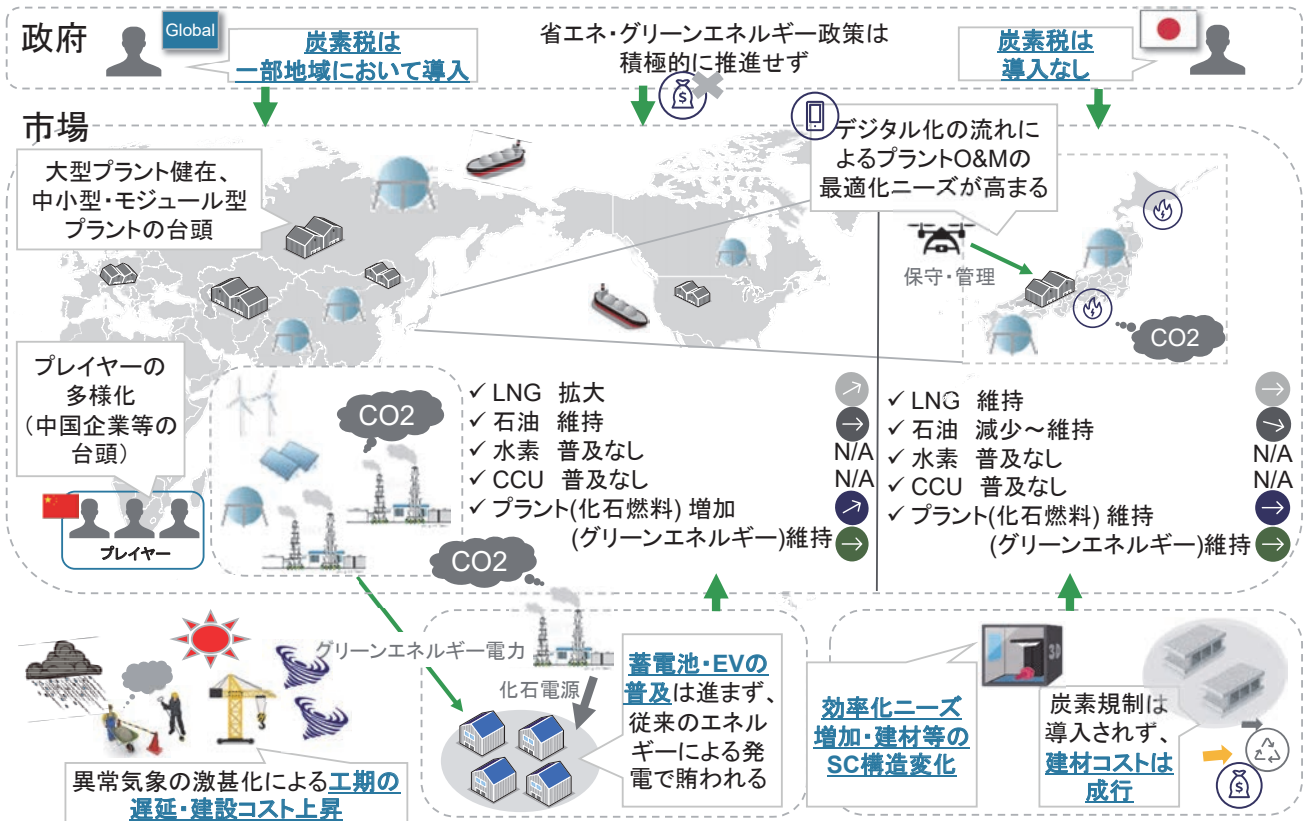 政府
Global
炭素税は
一部地域において導入
省エネ・グリーンエネルギー政策は
積極的に推進せず
$
炭素税は
導入なし
市場
大型プラント健在、
中小型・モジュール型
プラントの台頭
デジタル化の流れに
よるプラントO&Mの
最適化ニーズが高まる
保守・管理
CO2
プレイヤーの
多様化
(中国企業等の
台頭)
プレイヤー
CO2
CO2
✓ LNG 拡大
✓ 石油 維持
✓ 水素 普及なし N/A
✓ CCU 普及なし N/A
✓ プラント(化石燃料) 増加
(グリーンエネルギー)維持
✓ LNG 維持
✓ 石油 減少～維持
✓ 水素 普及なし N/A
✓ CCU 普及なし N/A
✓ プラント(化石燃料) 維持
(グリーンエネルギー)維持
異常気象の激甚化による工期の
遅延・建設コスト上昇
グリーンエネルギー電力
化石電源
蓄電池・EVの
普及は進まず、
従来のエネル
ギーによる発
電で賄われる
効率化ニーズ
増加・建材等の
SC構造変化
3D
炭素規制は
導入されず、
建材コストは
成行
$